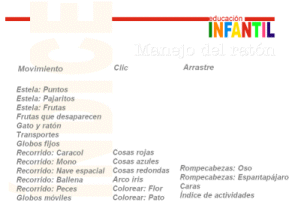 educación
INFANTIL
Manejo del ratón
ÍNDICE
Movimiento
Estela: Puntos
Estela: Pajaritos
Estela: Frutas
Frutas que desaparecen
Gato y ratón
Transportes
Globos fijos
Recorrido: Caracol
Recorrido: Mono
Recorrido: Nave espacial
Recorrido: Ballena
Recorrido: Peces
Globos móviles
Clic
Cosas rojas
Cosas azules
Cosas redondas
Arco iris
Colorear: Flor
Colorear: Pato
Arrastre
Rompecabezas: Oso
Rompecabezas: Espantapájaro
Caras
Índice de actividades